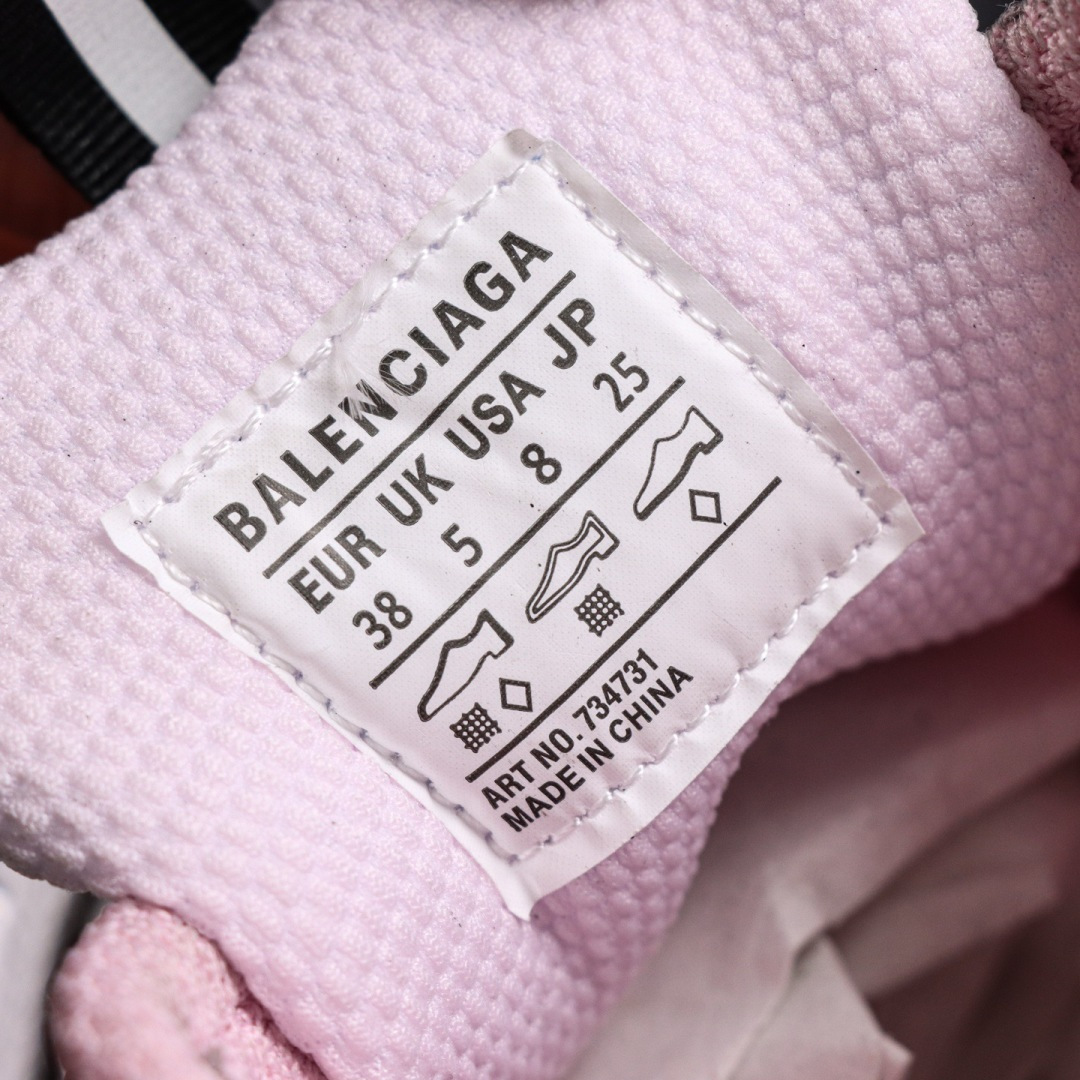 BALENCIAGA
EUR UK USA JP
38 5 8 25
ART NO. 734731
MADE IN CHINA